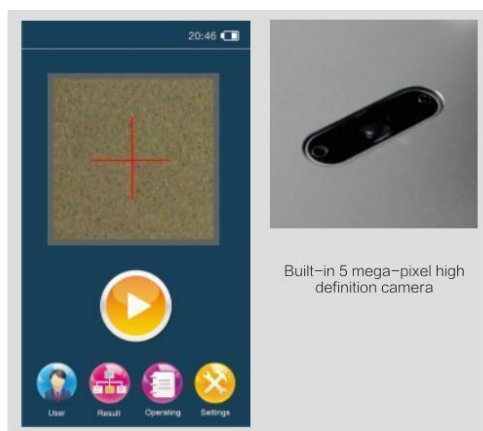 20:46
User
Result
Operating
Settings
Built-in 5 mega-pixel high
definition camera